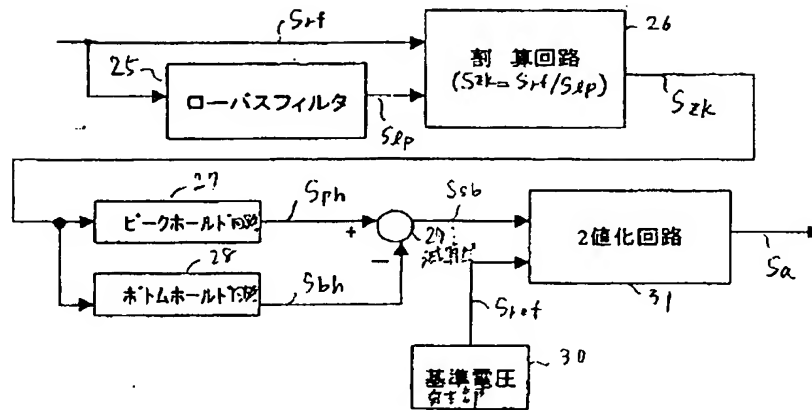 Srf
25
ローパスフィルタ
Slp
26
割算回路
(Szk=Srf/Slp)
Szk
27
ピークホールド回路
Sph
28
ボトムホールド回路
Sbh
+
−
29:
減算器
Ssb
2値化回路
31
Sa
Sref
30
基準電圧